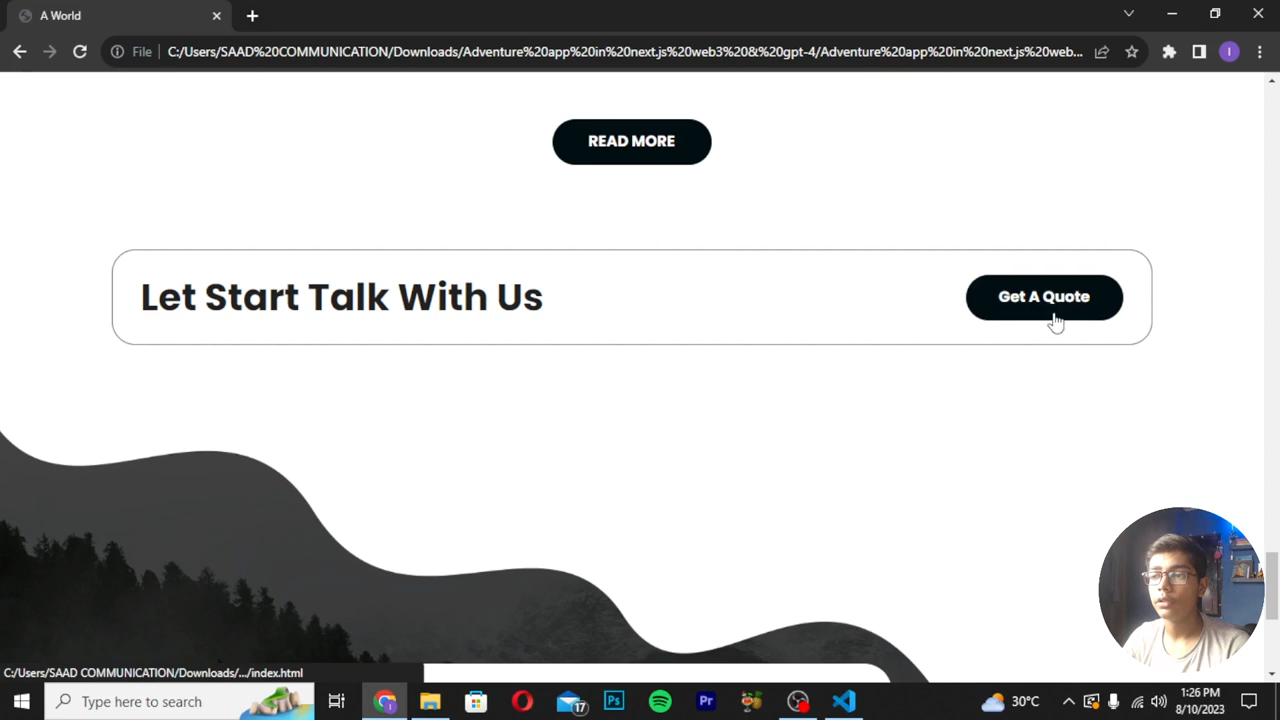 A World
File
C:/Users/SAAD%20COMMUNICATION/Downloads/Adventure%20app%20in%20next.js%20web3%20&%20gpt-4/Adventure%20app%20in%20next.js%20web...
I
READ MORE
Let Start Talk With Us
Get A Quote
C:/Users/SAAD COMMUNICATION/Downloads/.../index.html
Type here to search
17
Ps
Pr
30°C
1:26 PM
8/10/2023